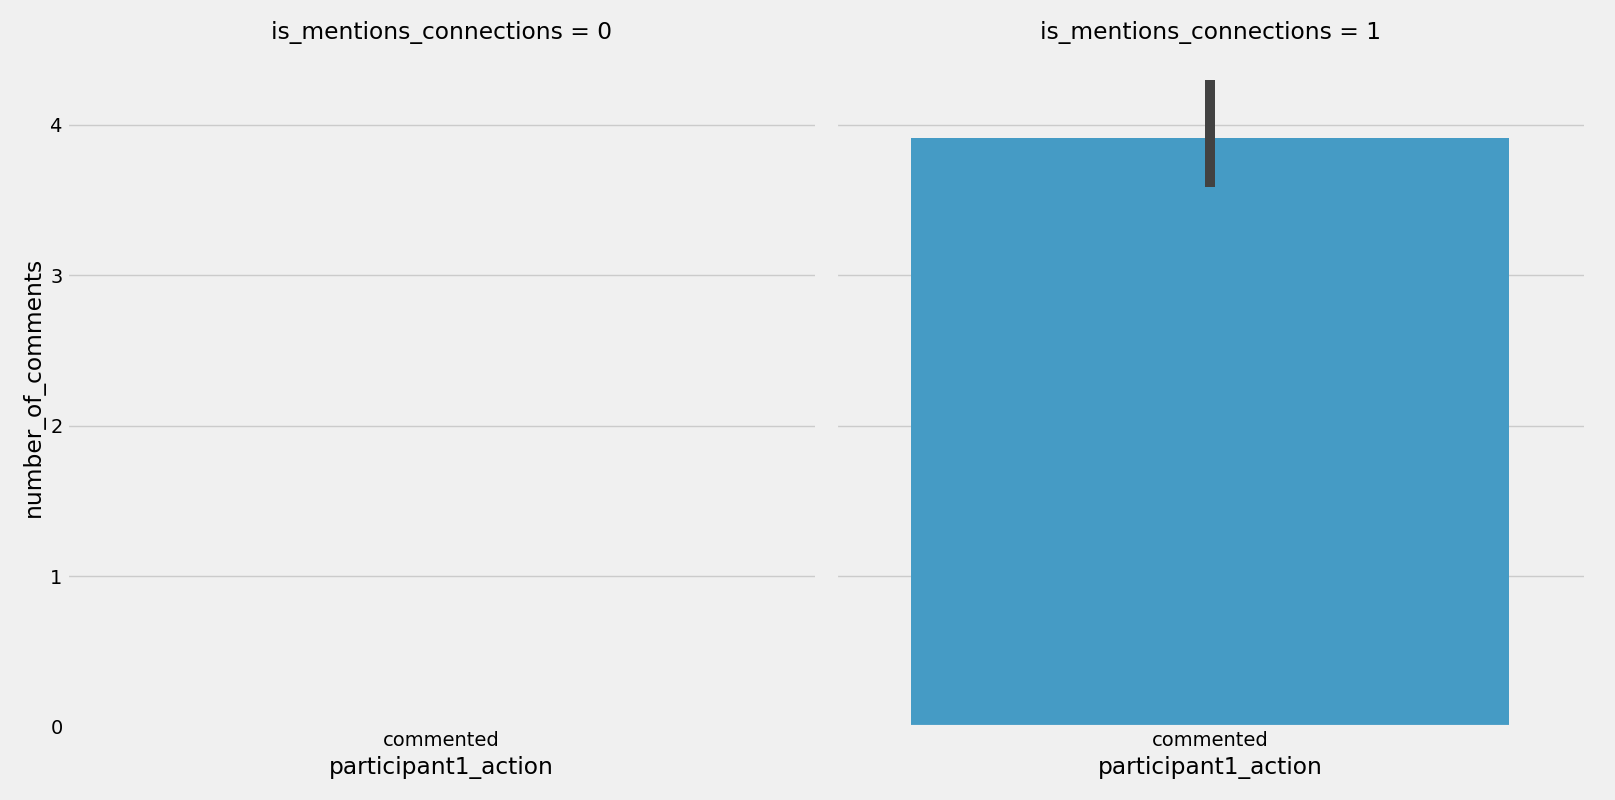 is_mentions_connections = 0
is_mentions_connections = 1
number_of_comments
4
3
2
1
0
commented
commented
participant1_action
participant1_action